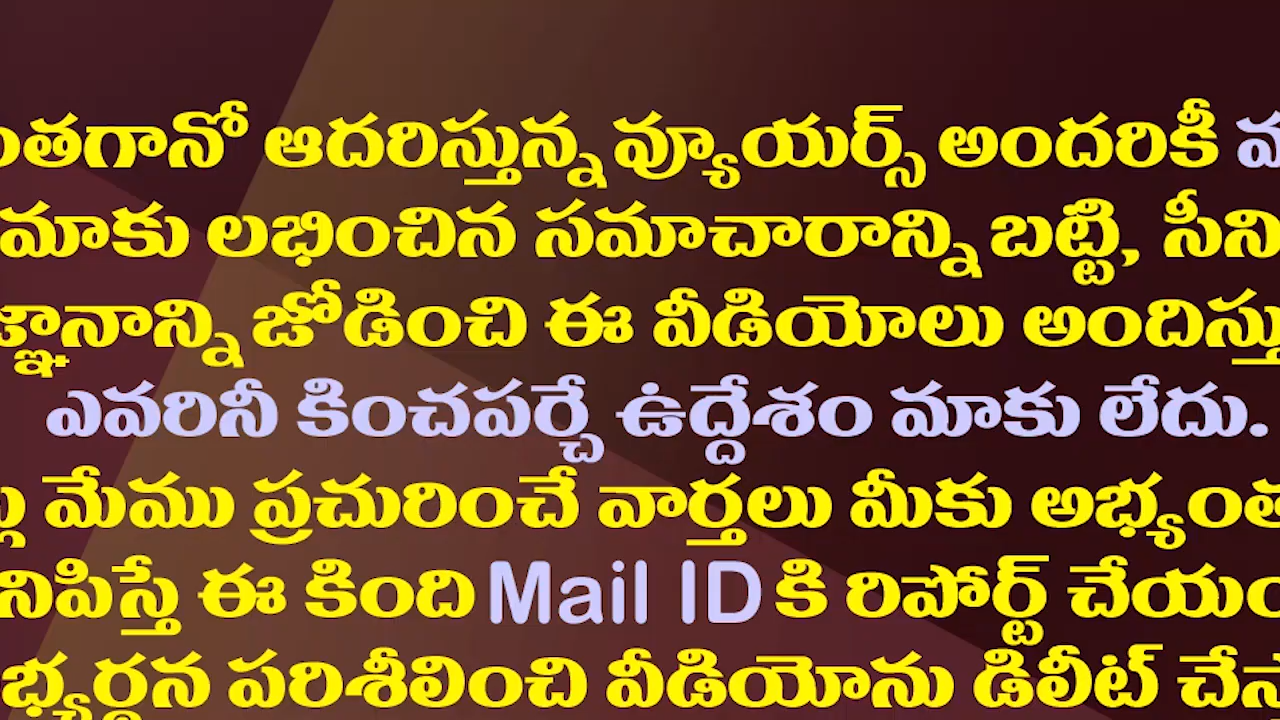 ఆదరిస్తున్న వ్యూయర్స్ అందరికీ
మాకు లభించిన సమాచారాన్ని బట్టి, సీని
జోడించి ఈ వీడియోలు
ఎవరినీ కించపర్చే ఉద్దేశం మాకు లేదు.
మేము ప్రచురించే వార్తలు మీకు
ఈ కింది Mail ID కి రిపోర్ట్
పరిశీలించి వీడియోను డిలీట్